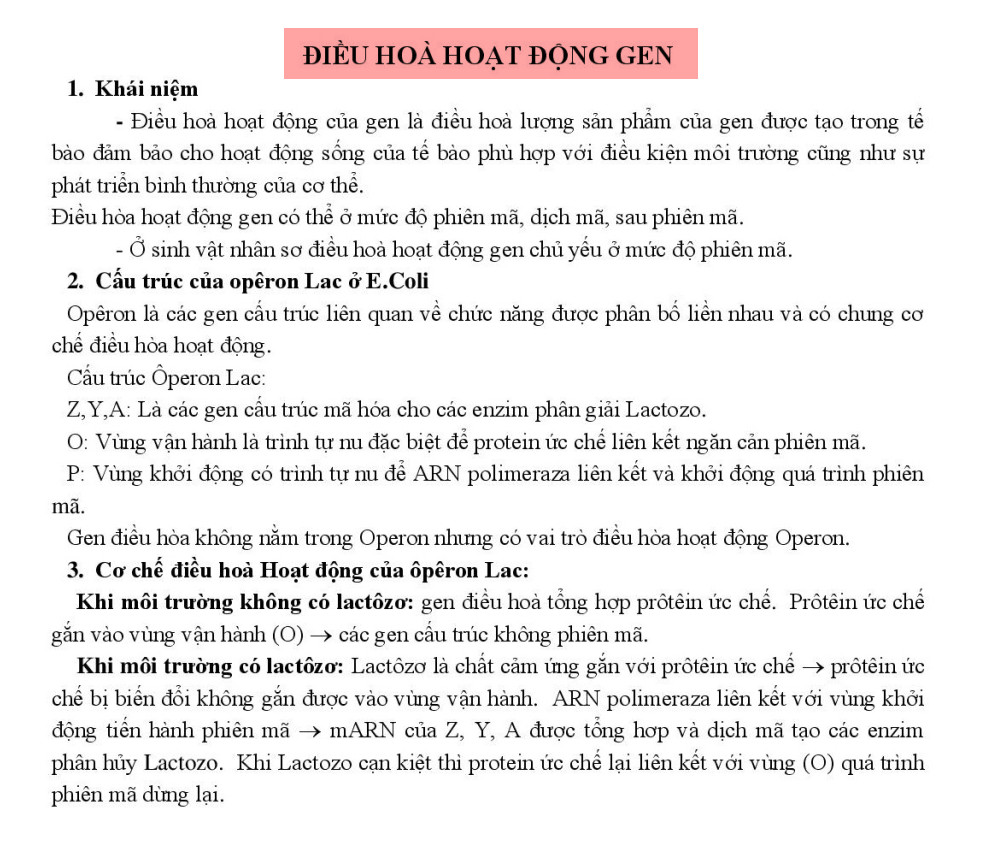 ĐIỀU HOÀ HOẠT ĐỘNG GEN
1. Khái niệm
- Điều hoà hoạt động của gen là điều hoà lượng sản phẩm của gen được tạo trong tế
bào đảm bảo cho hoạt động sống của tế bào phù hợp với điều kiện môi trường cũng như sự
phát triển bình thường của cơ thể.
Điều hòa hoạt động gen có thể ở mức độ phiên mã, dịch mã, sau phiên mã.
- Ở sinh vật nhân sơ điều hoà hoạt động gen chủ yếu ở mức độ phiên mã.
2. Cấu trúc của opêron Lac ở E.Coli
Opêron là các gen cấu trúc liên quan về chức năng được phân bố liền nhau và có chung cơ
chế điều hòa hoạt động.
Cấu trúc Ôperon Lac:
Z,Y,A: Là các gen cấu trúc mã hóa cho các enzim phân giải Lactozo.
O: Vùng vận hành là trình tự nu đặc biệt để protein ức chế liên kết ngăn cản phiên mã.
P: Vùng khởi động có trình tự nu để ARN polimeraza liên kết và khởi động quá trình phiên
mã.
Gen điều hòa không nằm trong Operon nhưng có vai trò điều hòa hoạt động Operon.
3. Cơ chế điều hoà Hoạt động của ôpêron Lac:
Khi môi trường không có lactôzơ: gen điều hoà tổng hợp prôtêin ức chế. Prôtêin ức chế
gắn vào vùng vận hành (O) → các gen cấu trúc không phiên mã.
Khi môi trường có lactôzơ: Lactôzơ là chất cảm ứng gắn với prôtêin ức chế → prôtêin ức
chế bị biến đổi không gắn được vào vùng vận hành. ARN polimeraza liên kết với vùng khởi
động tiến hành phiên mã → mARN của Z, Y, A được tổng hơp và dịch mã tạo các enzim
phân hủy Lactozo. Khi Lactozo cạn kiệt thì protein ức chế lại liên kết với vùng (O) quá trình
phiên mã dừng lại.